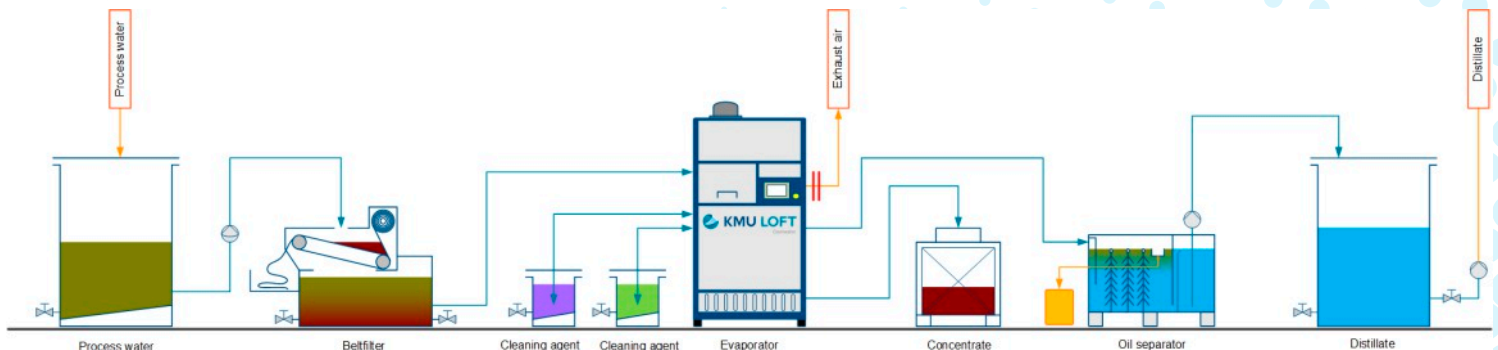 Process water
Exhaust air
Distillate
KMU LOFT
Process water
Beltfilter
Cleaning agent
Cleaning agent
Evaporator
Concentrate
Oil separator
Distillate